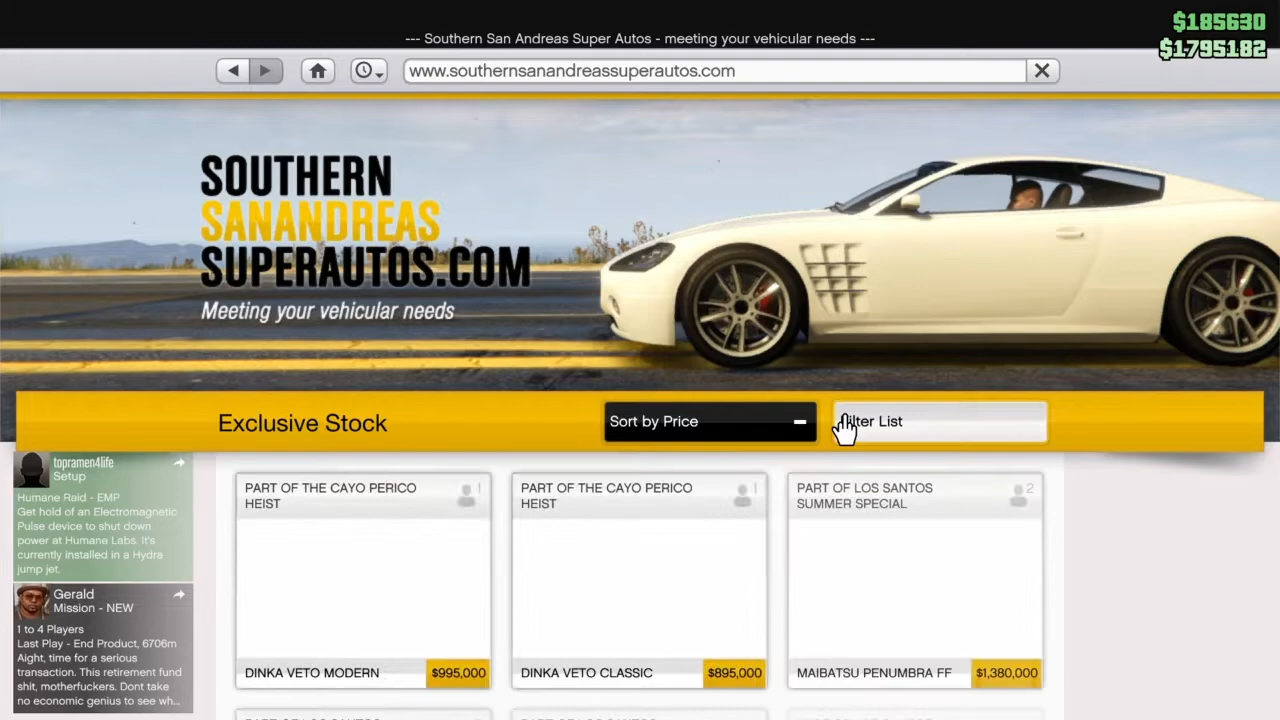 $185630
--- Southern San Andreas Super Autos - meeting your vehicular needs ---
$1795182
www.southernsanandreassuperautos.com
SOUTHERN
SANANDREAS
SUPERAUTOS.COM
Meeting your vehicular needs
Exclusive Stock
Sort by Price
Filter List
topramen4life
Setup
Humane Raid - EMP
Get hold of an Electromagnetic
Pulse device to shut down
power at Humane Labs. It's
currently installed in a Hydra
jump jet.
Gerald
Mission - NEW
1 to 4 Players
Last Play - End Product, 6706m
Aight, time for a serious
transaction. This retirement fund
shit, motherfuckers. Dont take
no economic genius to see wh...
PART OF THE CAYO PERICO
HEIST
1
DINKA VETO MODERN
$995,000
PART OF THE CAYO PERICO
HEIST
1
DINKA VETO CLASSIC
$895,000
PART OF LOS SANTOS
SUMMER SPECIAL
2
MAIBATSU PENUMBRA FF
$1,380,000